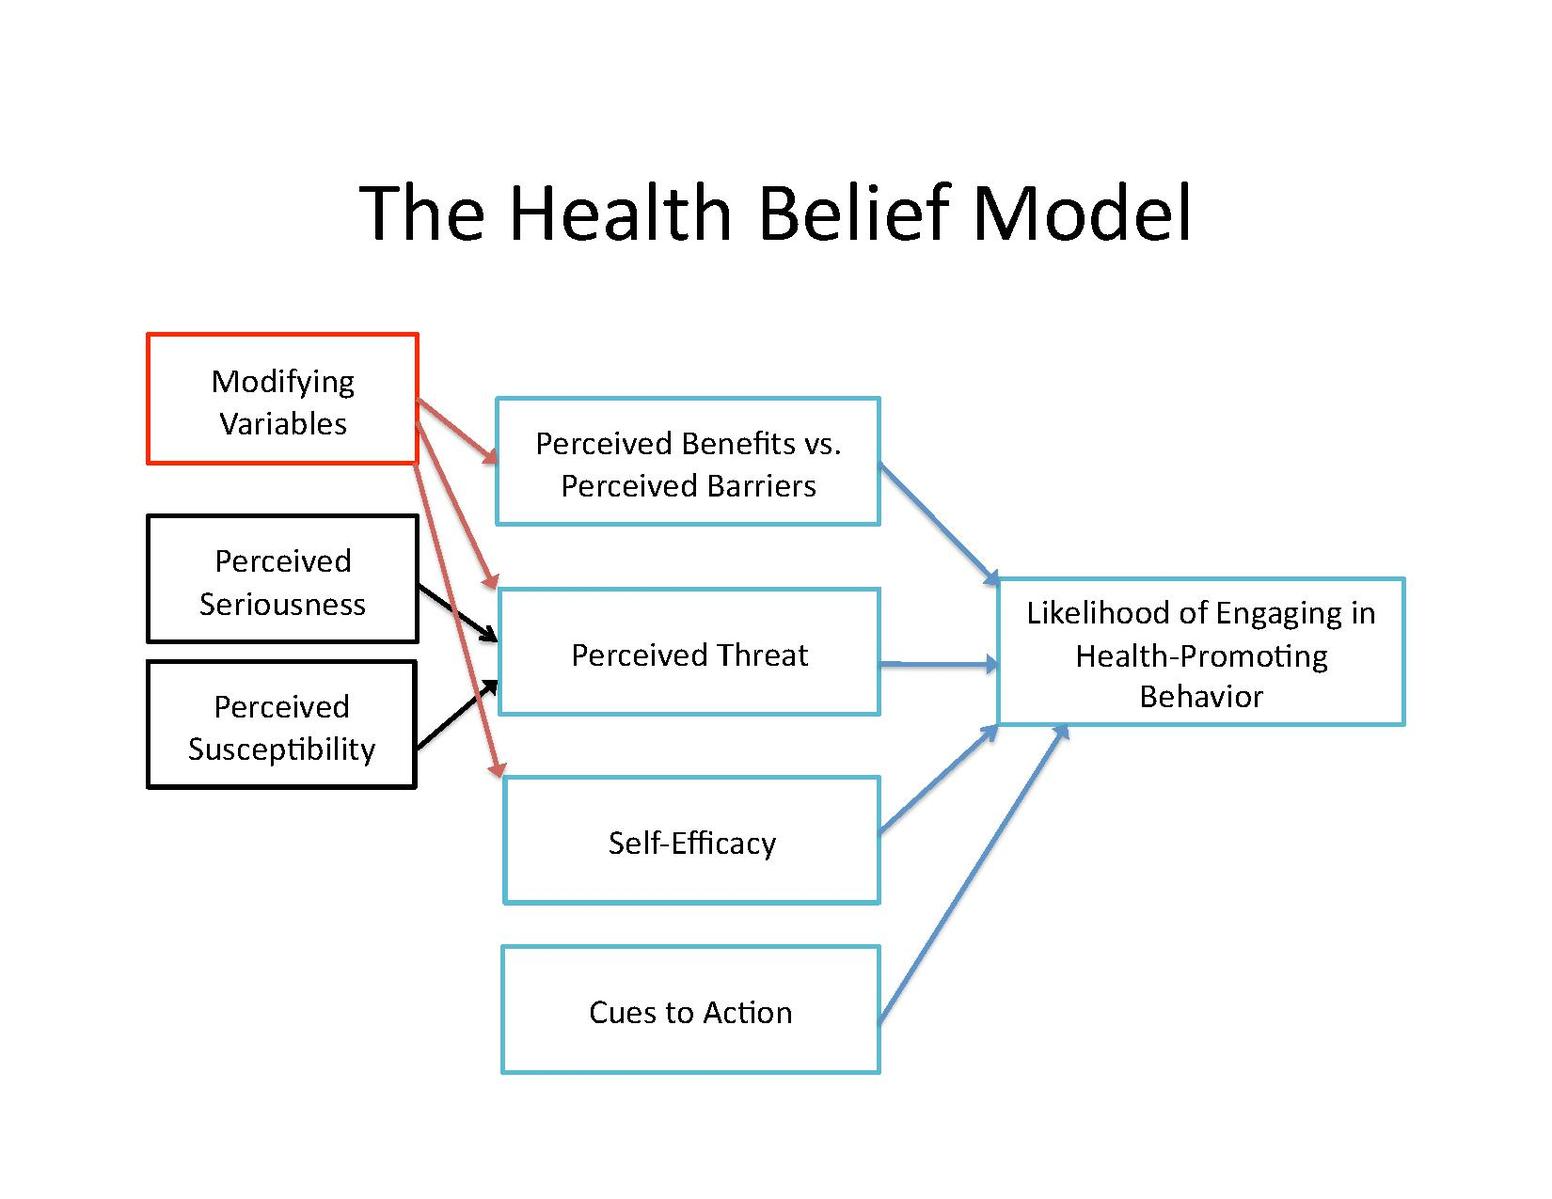 The Health Belief Model
Modifying
Variables
Perceived
Seriousness
Perceived
Susceptibility
Perceived Benefits vs.
Perceived Barriers
Perceived Threat
Self-Efficacy
Cues to Action
Likelihood of Engaging in
Health-Promoting
Behavior